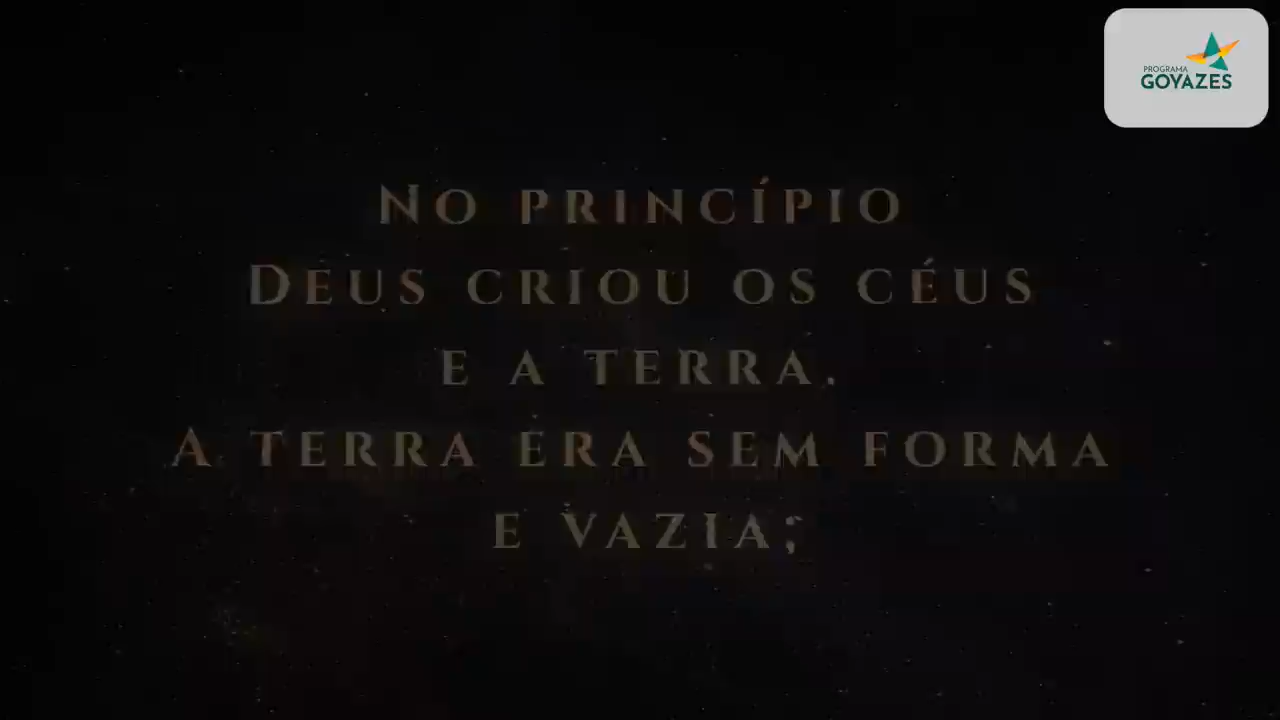 PROGRAMA
GOYAZES
No princípio
Deus criou os céus
e a terra.
A terra era sem forma
e vazia;